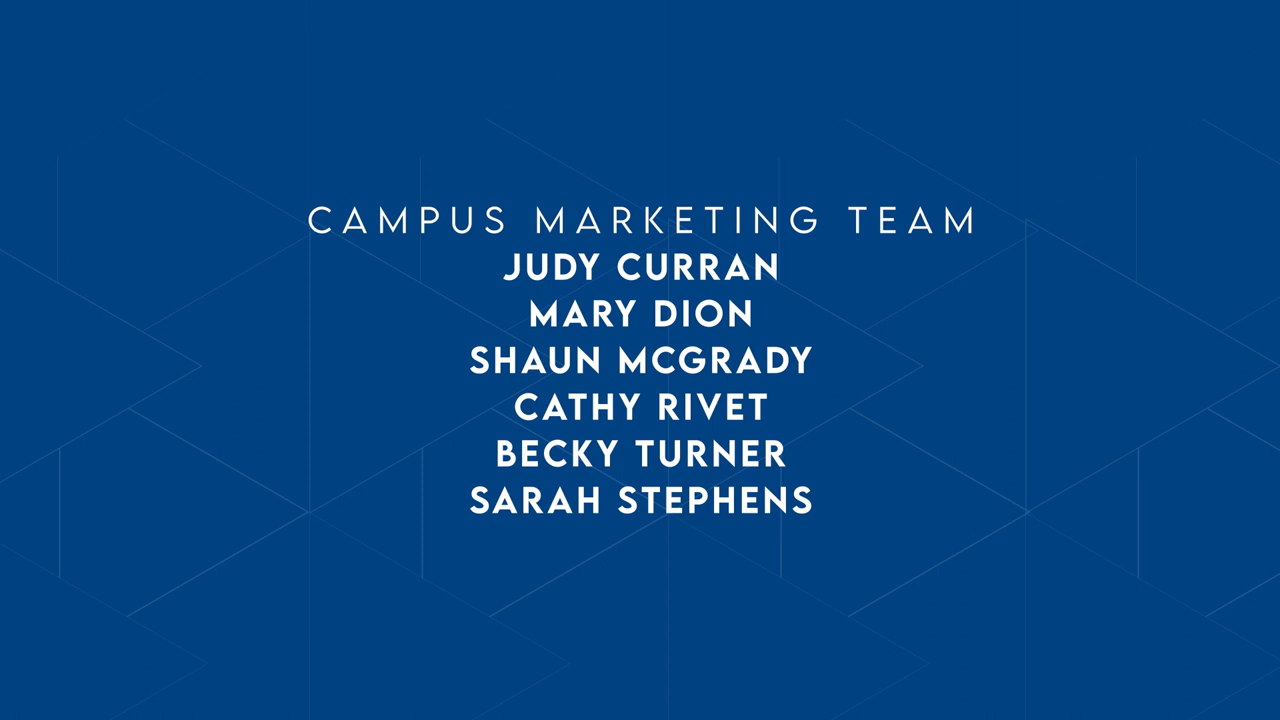 CAMPUS MARKETING TEAM
JUDY CURRAN
MARY DION
SHAUN MCGRADY
CATHY RIVET
BECKY TURNER
SARAH STEPHENS